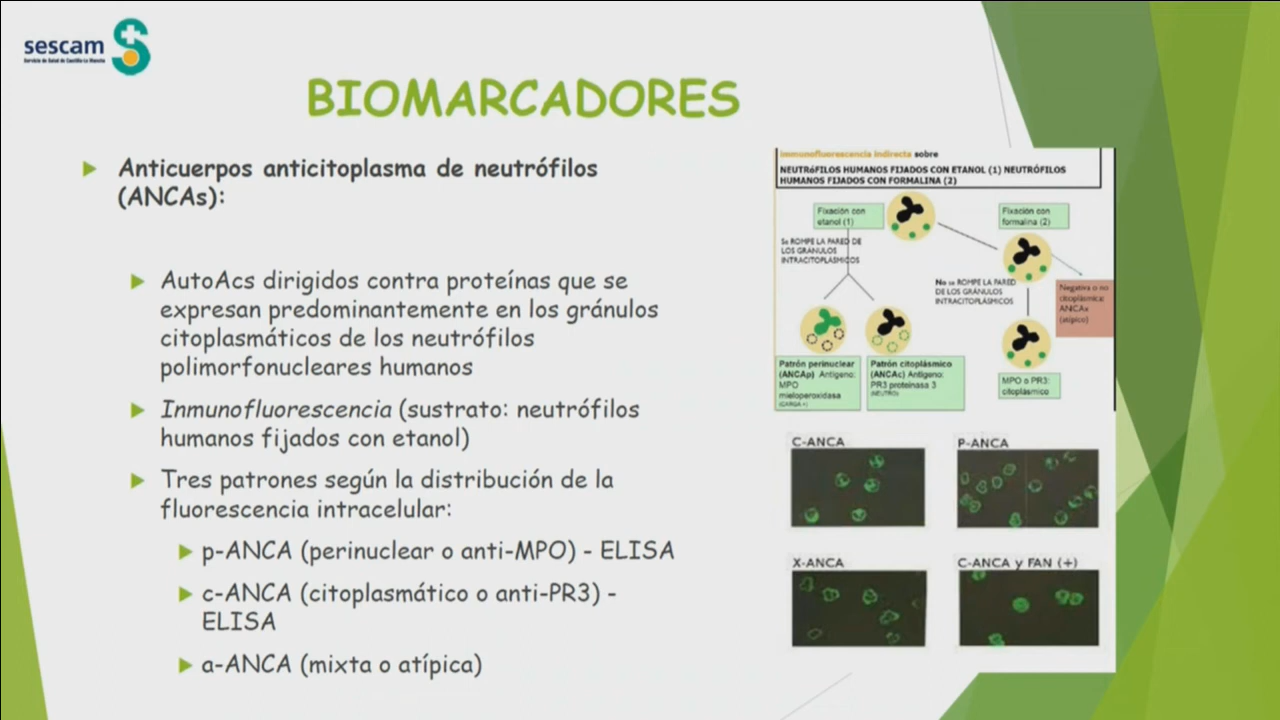 sescam
Servicio de Salud de Castilla-La Mancha
BIOMARCADORES
Anticuerpos anticitoplasma de neutrófilos
(ANCAs):
AutoAcs dirigidos contra proteínas que se
expresan predominantemente en los gránulos
citoplasmáticos de los neutrófilos
polimorfonucleares humanos
Inmunofluorescencia (sustrato: neutrófilos
humanos fijados con etanol)
Tres patrones según la distribución de la
fluorescencia intracelular:
p-ANCA (perinuclear o anti-MPO) - ELISA
c-ANCA (citoplasmático o anti-PR3) -
ELISA
a-ANCA (mixta o atípica)
Inmunofluorescencia indirecta sobre
NEUTRóFILOS HUMANOS FIJADOS CON ETANOL (1) NEUTRÓFILOS
HUMANOS FIJADOS CON FORMALINA (2)
Fijación con
etanol (1)
Fijación con
formalina (2)
Se ROMPE LA PARED DE
LOS GRÁNULOS
INTRACITOPLÁSMICOS
No se ROMPE LA PARED
DE LOS GRÁNULOS
INTRACITOPLÁSMICOS
Negativa o no
citoplásmica:
ANCAx
(atípico)
Patrón perinuclear
(ANCAp) Antígeno:
MPO
mieloperoxidasa
(CARGA +)
Patrón citoplásmico
(ANCAc) Antígeno:
PR3 proteinasa 3
(NEUTRO)
MPO o PR3:
citoplásmico
C-ANCA
P-ANCA
X-ANCA
C-ANCA y FAN (+)